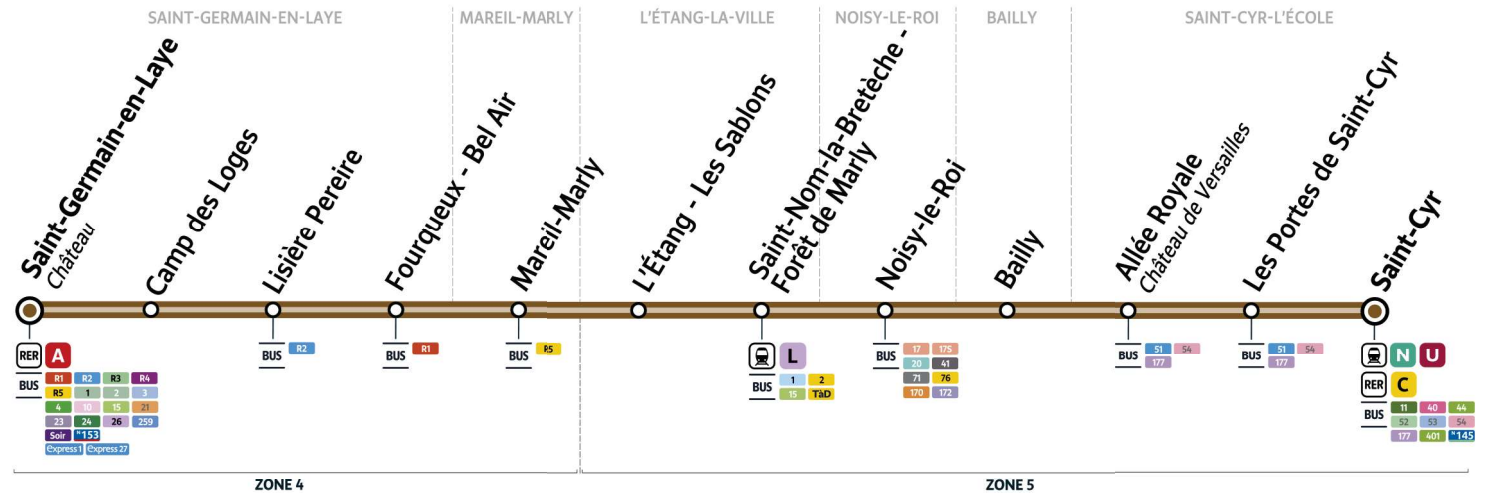 SAINT-GERMAIN-EN-LAYE
MAREIL-MARLY
L'ÉTANG-LA-VILLE
NOISY-LE-ROI
BAILLY
SAINT-CYR-L'ÉCOLE
Saint-Germain-en-Laye
Château
Camp des Loges
Lisière Pereire
Fourqueux - Bel Air
Mareil-Marly
L'Étang - Les Sablons
Saint-Nom-la-Bretèche -
Forêt de Marly
Noisy-le-Roi
Bailly
Allée Royale
Château de Versailles
Les Portes de Saint-Cyr
Saint-Cyr
RER A
BUS
R1 R2 R3 R4
R5 1 2 3
4 10 15 21
23 24 26 259
Soir N153
express 1 express 27
BUS R2
BUS R1
BUS R5
L
BUS
1 2
15 TàD
BUS
17 175
20 41
71 76
170 172
BUS
51 54
177
BUS
51 54
177
N U
RER C
BUS
11 40 44
52 53 54
177 401 N145
ZONE 4
ZONE 5